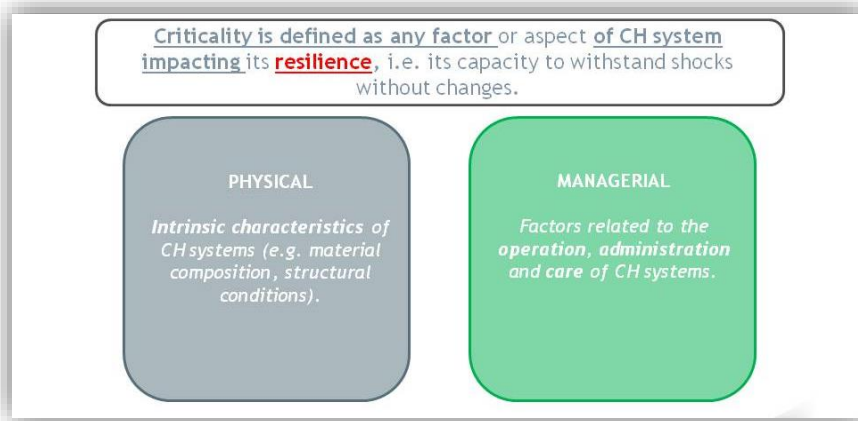 Criticality is defined as any factor or aspect of CH system
impacting its resilience, i.e. its capacity to withstand shocks
without changes.
PHYSICAL
Intrinsic characteristics of
CH systems (e.g. material
composition, structural
conditions).
MANAGERIAL
Factors related to the
operation, administration
and care of CH systems.